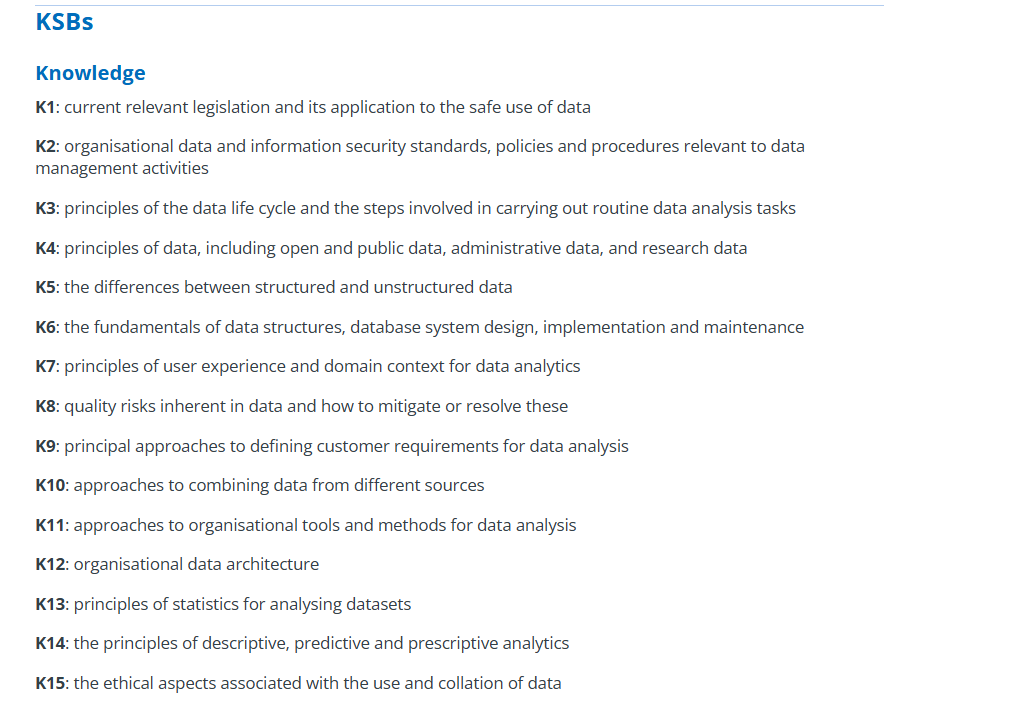 KSBs
Knowledge
K1: current relevant legislation and its application to the safe use of data
K2: organisational data and information security standards, policies and procedures relevant to data
management activities
K3: principles of the data life cycle and the steps involved in carrying out routine data analysis tasks
K4: principles of data, including open and public data, administrative data, and research data
K5: the differences between structured and unstructured data
K6: the fundamentals of data structures, database system design, implementation and maintenance
K7: principles of user experience and domain context for data analytics
K8: quality risks inherent in data and how to mitigate or resolve these
K9: principal approaches to defining customer requirements for data analysis
K10: approaches to combining data from different sources
K11: approaches to organisational tools and methods for data analysis
K12: organisational data architecture
K13: principles of statistics for analysing datasets
K14: the principles of descriptive, predictive and prescriptive analytics
K15: the ethical aspects associated with the use and collation of data